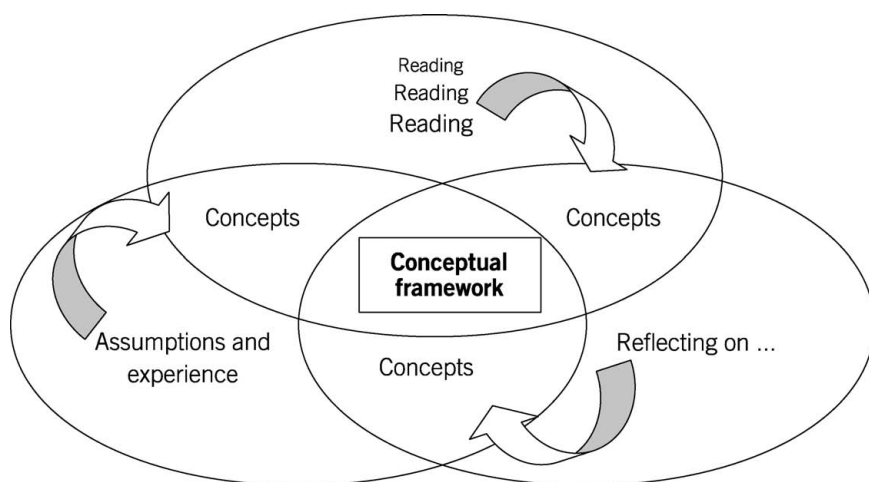 Reading
Reading
Reading
Concepts
Concepts
Conceptual
framework
Assumptions and
experience
Reflecting on ...
Concepts